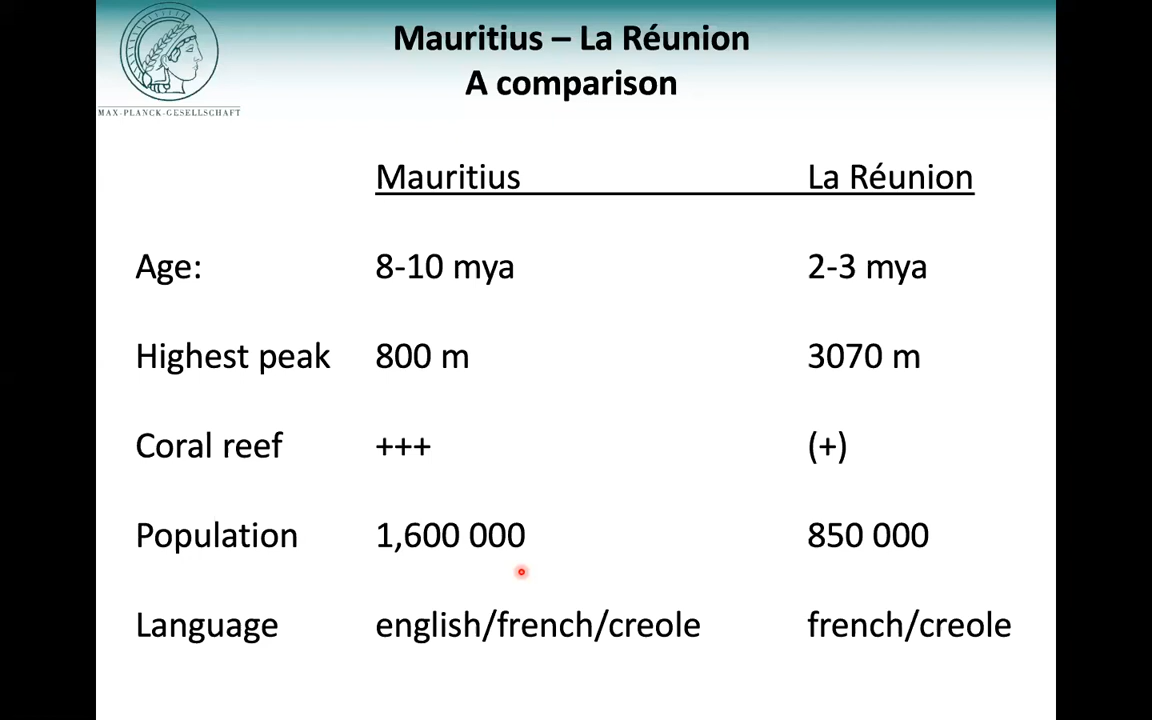 Mauritius – La Réunion
A comparison
MAX-PLANCK-GESELLSCHAFT
Mauritius La Réunion
Age: 8-10 mya 2-3 mya
Highest peak 800 m 3070 m
Coral reef +++ (+)
Population 1,600 000 850 000
Language english/french/creole french/creole